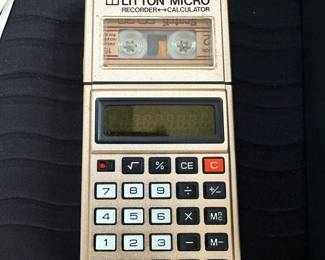 LITTON MICRO
RECORDER↔CALCULATOR
√ % CE C
7 8 9 ÷ +/−
4 5 6 ×
1 2 3 − M−